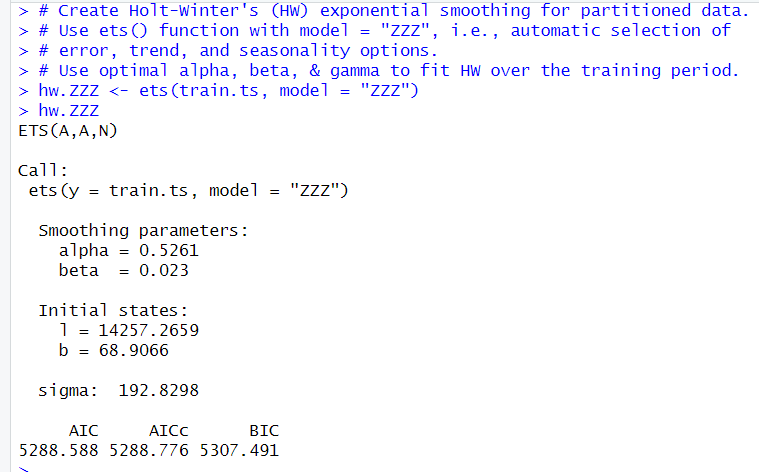 > # Create Holt-Winter's (HW) exponential smoothing for partitioned data.
> # Use ets() function with model = "ZZZ", i.e., automatic selection of
> # error, trend, and seasonality options.
> # Use optimal alpha, beta, & gamma to fit HW over the training period.
> hw.ZZZ <- ets(train.ts, model = "ZZZ")
> hw.ZZZ
ETS(A,A,N)
Call:
 ets(y = train.ts, model = "ZZZ")
  Smoothing parameters:
    alpha = 0.5261
    beta  = 0.023
  Initial states:
    l = 14257.2659
    b = 68.9066
  sigma:  192.8298
     AIC     AICc      BIC
5288.588 5288.776 5307.491
>